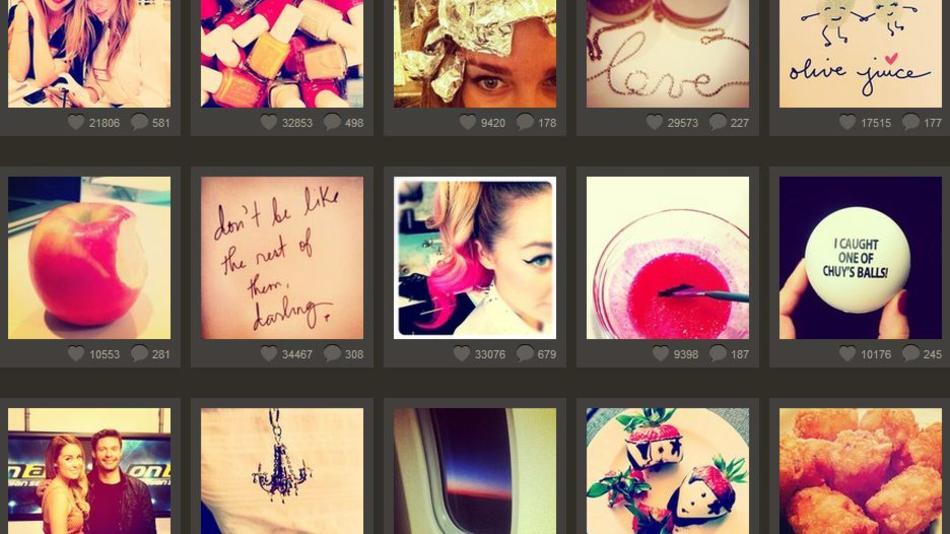 love
olive juice
21806 581
32853 498
9420 178
29573 227
17515 177
don't be like
the rest of
them,
darling.
I CAUGHT
ONE OF
CHUY'S BALLS!
10553 281
34467 308
33076 679
9398 187
10176 245
on